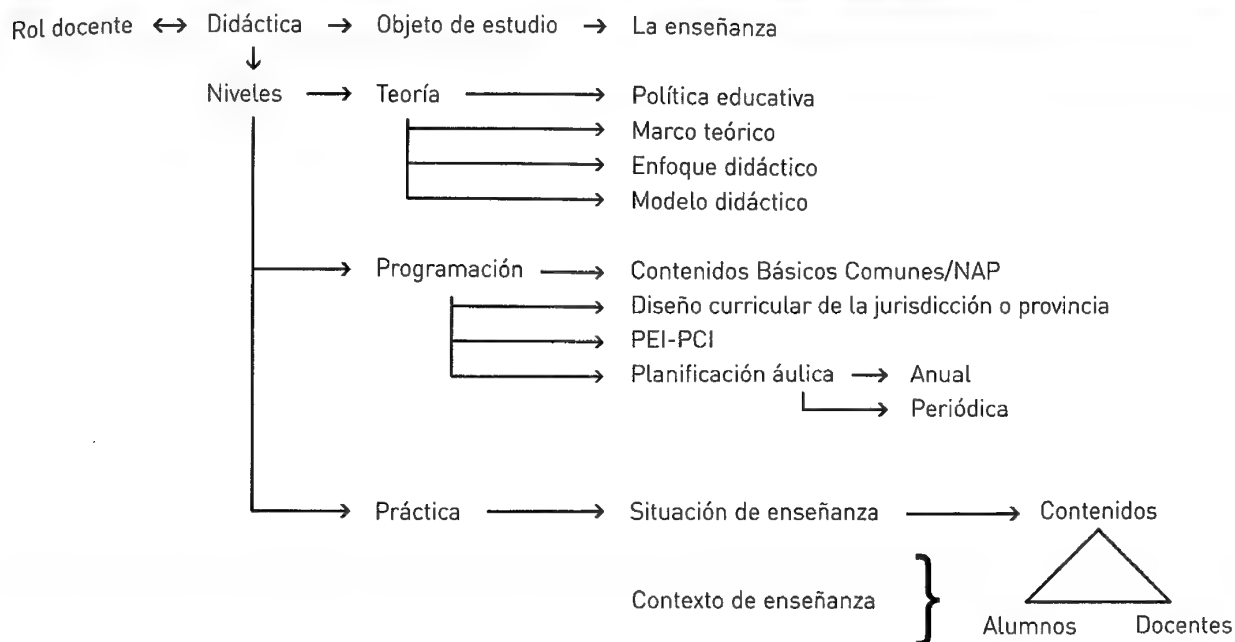 Rol docente ↔ Didáctica → Objeto de estudio → La enseñanza
Niveles → Teoría → Política educativa
Marco teórico
Enfoque didáctico
Modelo didáctico
Programación → Contenidos Básicos Comunes/NAP
Diseño curricular de la jurisdicción o provincia
PEI-PCI
Planificación áulica → Anual
Periódica
Práctica → Situación de enseñanza → Contenidos
Contexto de enseñanza
Alumnos Docentes